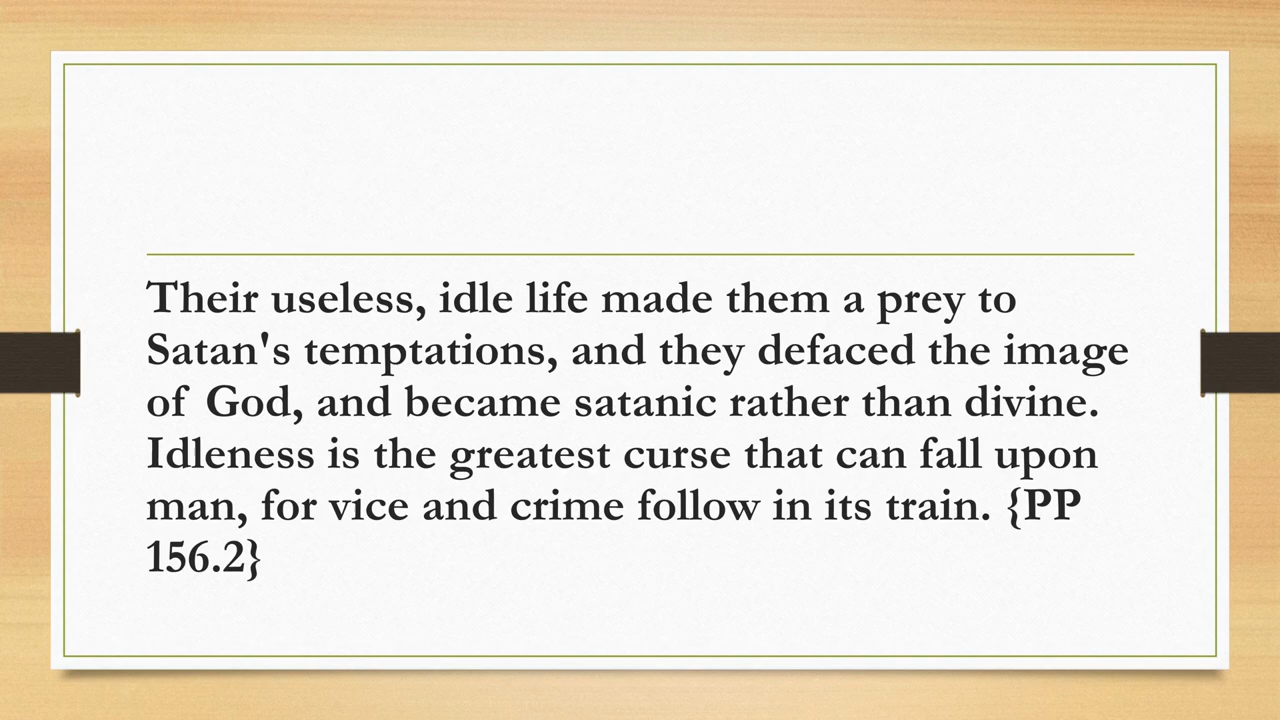 Their useless, idle life made them a prey to
Satan's temptations, and they defaced the image
of  God, and became satanic rather than divine.
Idleness is the greatest curse that can fall upon
man, for vice and crime follow in its train. {PP
156.2}